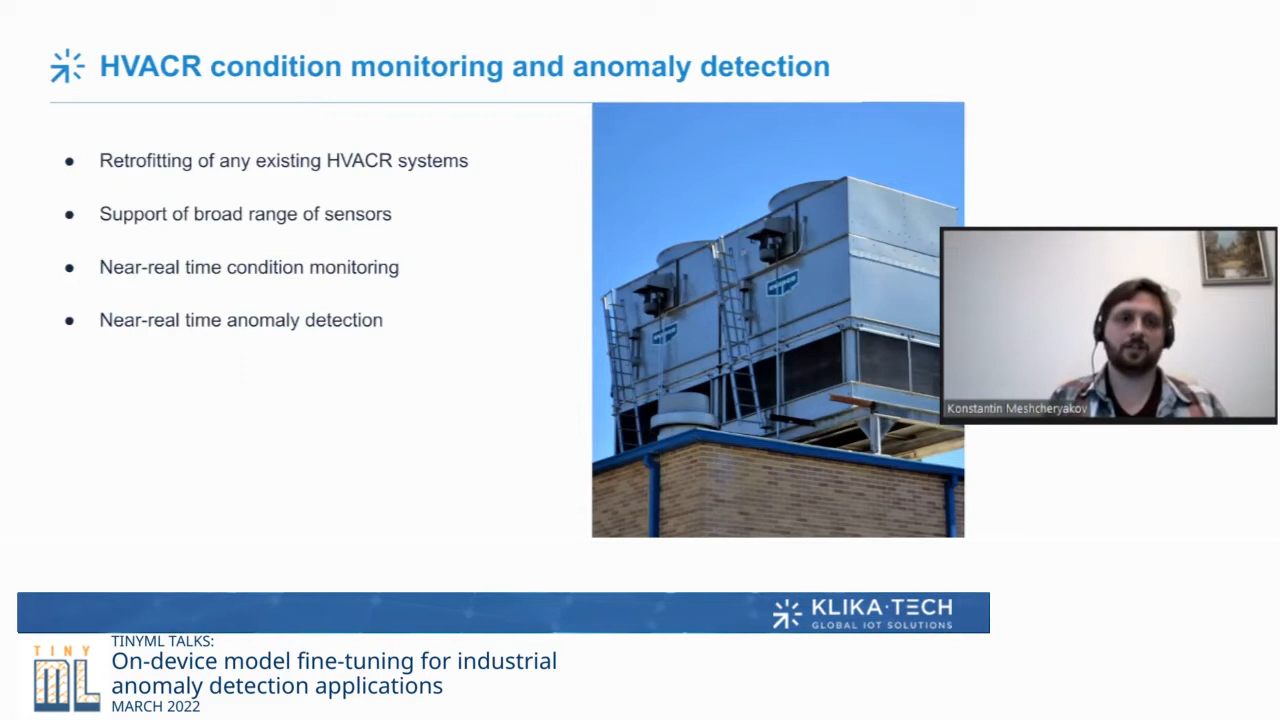 HVACR condition monitoring and anomaly detection
● Retrofitting of any existing HVACR systems
● Support of broad range of sensors
● Near-real time condition monitoring
● Near-real time anomaly detection
Konstantin Meshcheryakov
KLIKA·TECH
GLOBAL IOT SOLUTIONS
TINY
mL
TINYML TALKS:
On-device model fine-tuning for industrial
anomaly detection applications
MARCH 2022